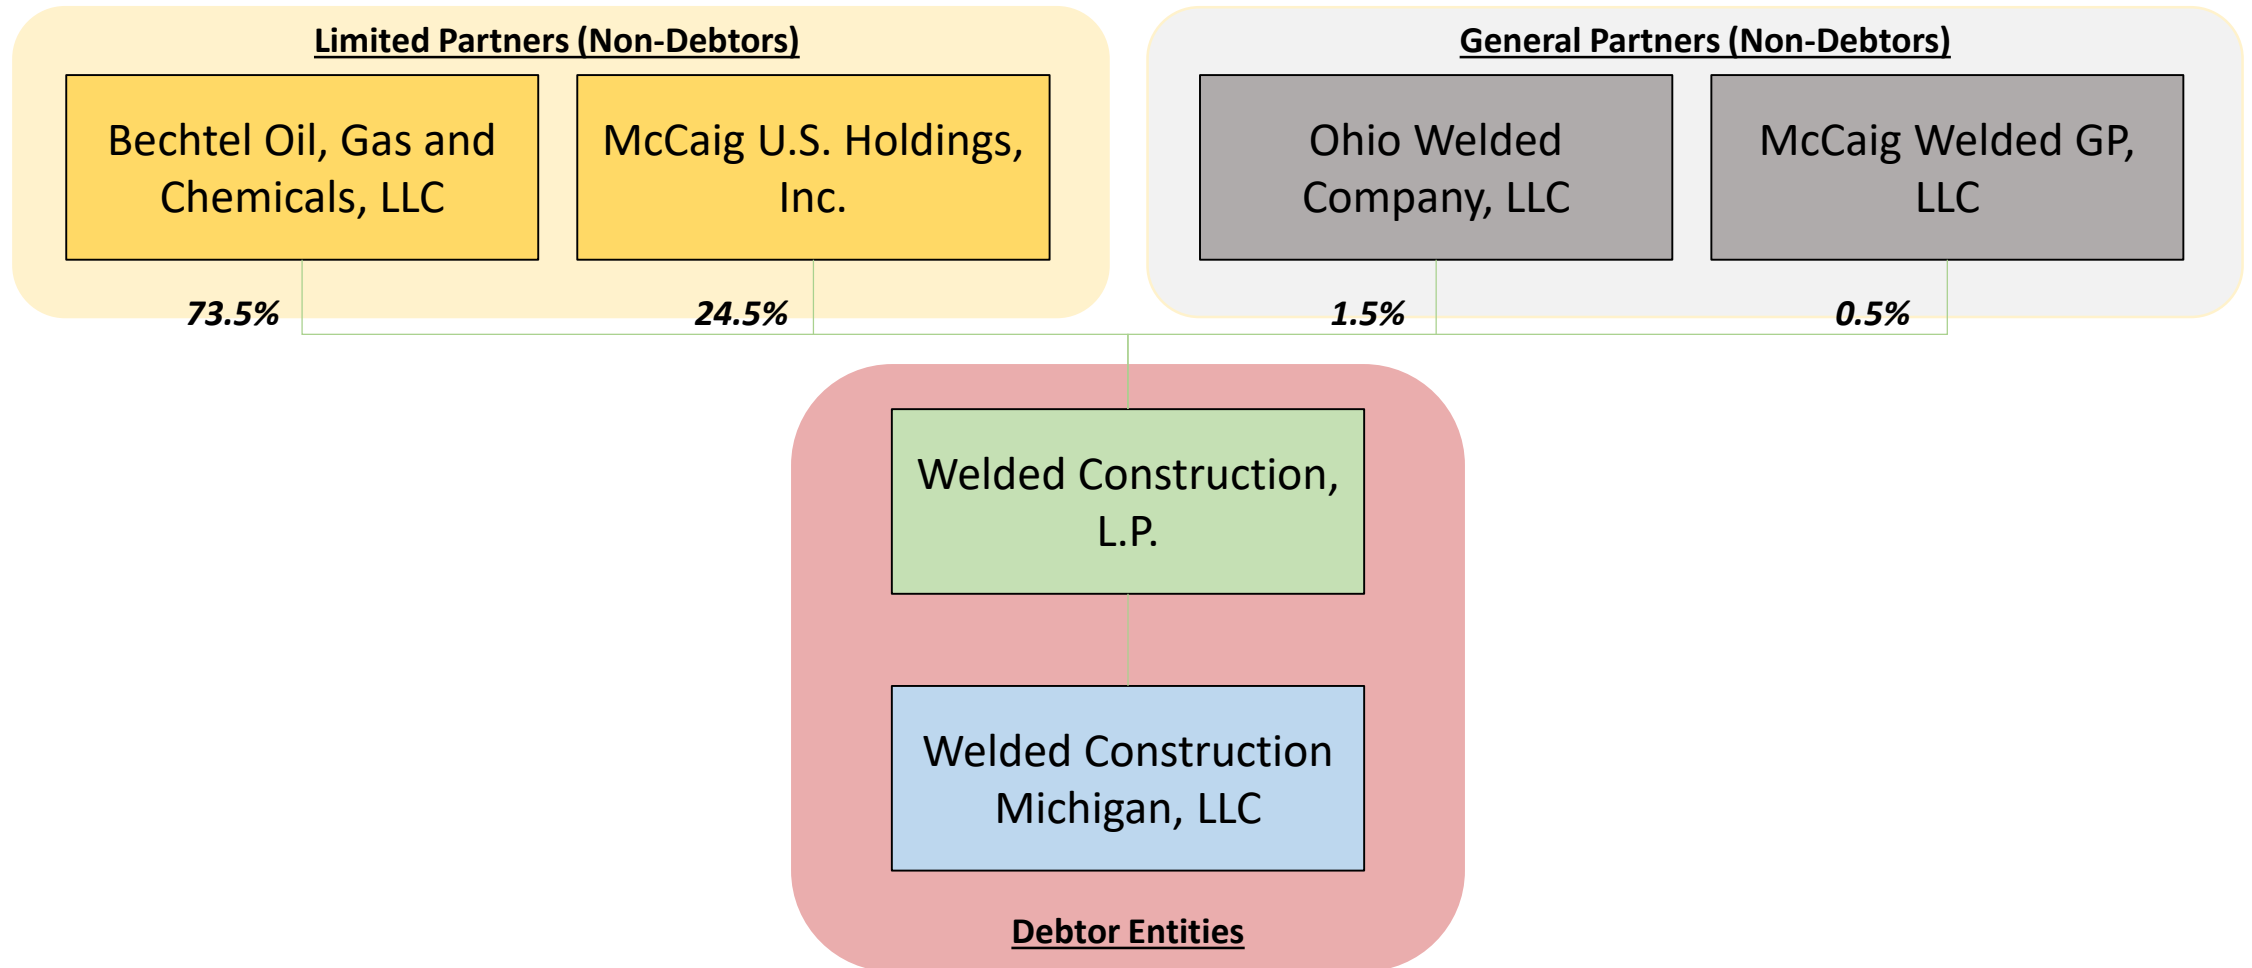 Limited Partners (Non-Debtors)
General Partners (Non-Debtors)
Bechtel Oil, Gas and
Chemicals, LLC
McCaig U.S. Holdings,
Inc.
Ohio Welded
Company, LLC
McCaig Welded GP,
LLC
73.5%
24.5%
1.5%
0.5%
Welded Construction,
L.P.
Welded Construction
Michigan, LLC
Debtor Entities